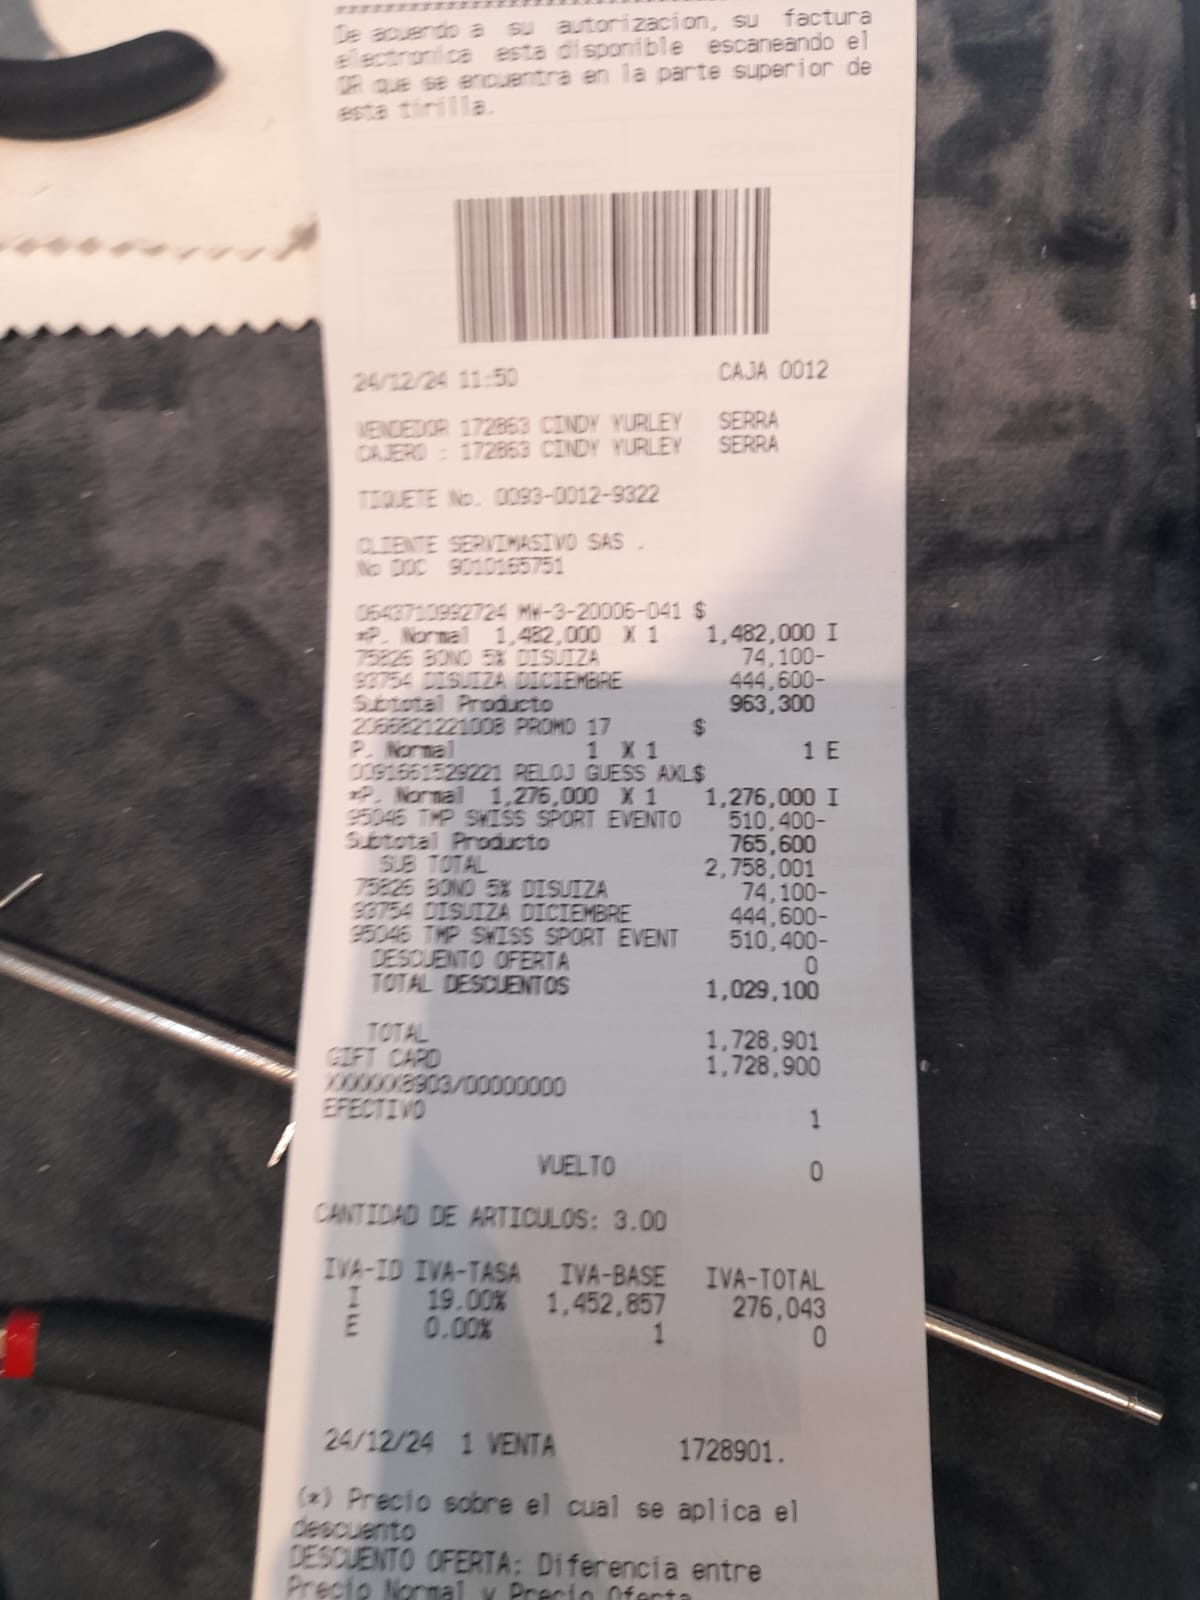 De acuerdo a su autorizacion, su factura
electronica esta disponible escaneando el
QR que se encuentra en la parte superior de
esta tirilla.
24/12/24 11:50 CAJA 0012
VENDEDOR 172863 CINDY YURLEY SERRA
CAJERO : 172863 CINDY YURLEY SERRA
TIQUETE No. 0093-0012-9322
CLIENTE SERVIMASIVO SAS .
No DOC 9010165751
0643710992724 MW-3-20006-041 $
*P. Normal 1,482,000 X 1 1,482,000 I
75826 BONO 5% DISUIZA 74,100-
93754 DISUIZA DICIEMBRE 444,600-
Subtotal Producto 963,300
2066821221008 PROMO 17 $
P. Normal 1 X 1 1 E
0091661529221 RELOJ GUESS AXL$
*P. Normal 1,276,000 X 1 1,276,000 I
95046 TMP SWISS SPORT EVENTO 510,400-
Subtotal Producto 765,600
SUB TOTAL 2,758,001
75826 BONO 5% DISUIZA 74,100-
93754 DISUIZA DICIEMBRE 444,600-
95046 TMP SWISS SPORT EVENT 510,400-
DESCUENTO OFERTA 0
TOTAL DESCUENTOS 1,029,100
TOTAL 1,728,901
GIFT CARD 1,728,900
XXXXXX8903/00000000
EFECTIVO 1
VUELTO 0
CANTIDAD DE ARTICULOS: 3.00
IVA-ID IVA-TASA IVA-BASE IVA-TOTAL
I 19.00% 1,452,857 276,043
E 0.00% 1 0
24/12/24 1 VENTA 1728901.
(*) Precio sobre el cual se aplica el
descuento
DESCUENTO OFERTA: Diferencia entre
Precio Normal y Precio Oferta